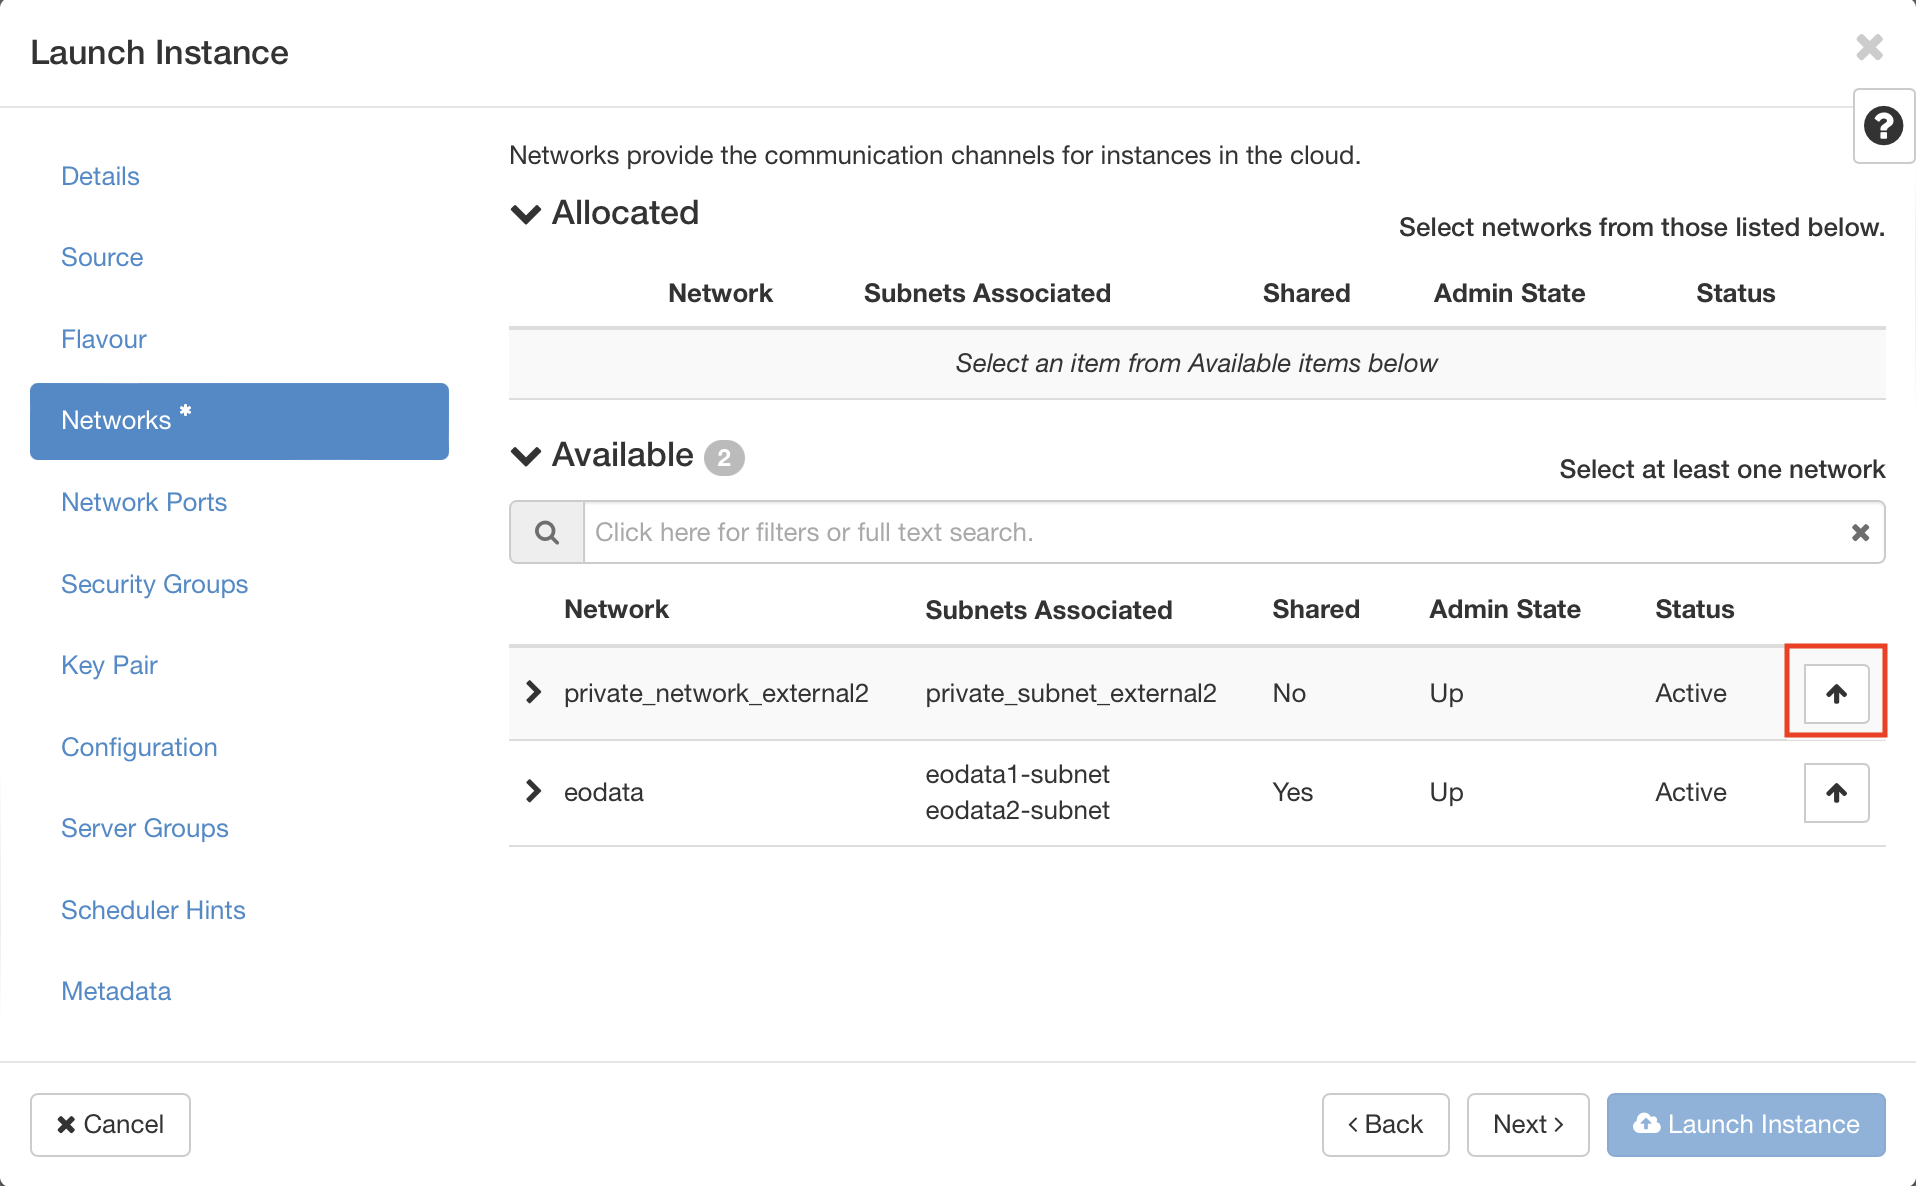 Launch Instance
Details
Source
Flavour
Networks *
Network Ports
Security Groups
Key Pair
Configuration
Server Groups
Scheduler Hints
Metadata
Networks provide the communication channels for instances in the cloud.
Allocated
Select networks from those listed below.
Network Subnets Associated Shared Admin State Status
Select an item from Available items below
Available 2
Select at least one network
Click here for filters or full text search.
Network Subnets Associated Shared Admin State Status
private_network_external2 private_subnet_external2 No Up Active
eodata eodata1-subnet Yes Up Active
eodata2-subnet
Cancel
Back
Next
Launch Instance